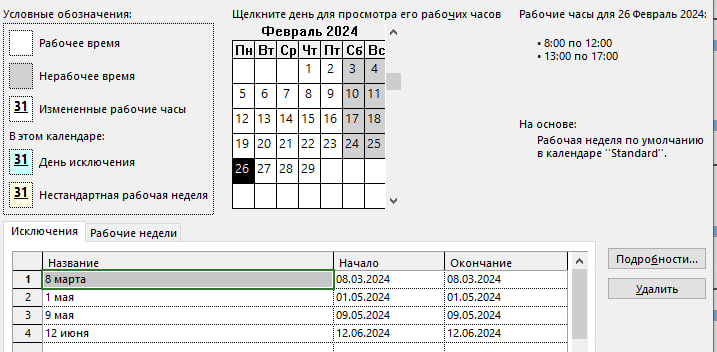 Условные обозначения:
Рабочее время
Нерабочее время
31 Измененные рабочие часы
В этом календаре:
31 День исключения
31 Нестандартная рабочая неделя
Щелкните день для просмотра его рабочих часов
Февраль 2024
Пн Вт Ср Чт Пт Сб Вс
1 2 3 4
5 6 7 8 9 10 11
12 13 14 15 16 17 18
19 20 21 22 23 24 25
26 27 28 29
Рабочие часы для 26 Февраль 2024:
• 8:00 по 12:00
• 13:00 по 17:00
На основе:
Рабочая неделя по умолчанию
в календаре "Standard".
Исключения Рабочие недели
Название Начало Окончание
1 8 марта 08.03.2024 08.03.2024
2 1 мая 01.05.2024 01.05.2024
3 9 мая 09.05.2024 09.05.2024
4 12 июня 12.06.2024 12.06.2024
Подробности...
Удалить